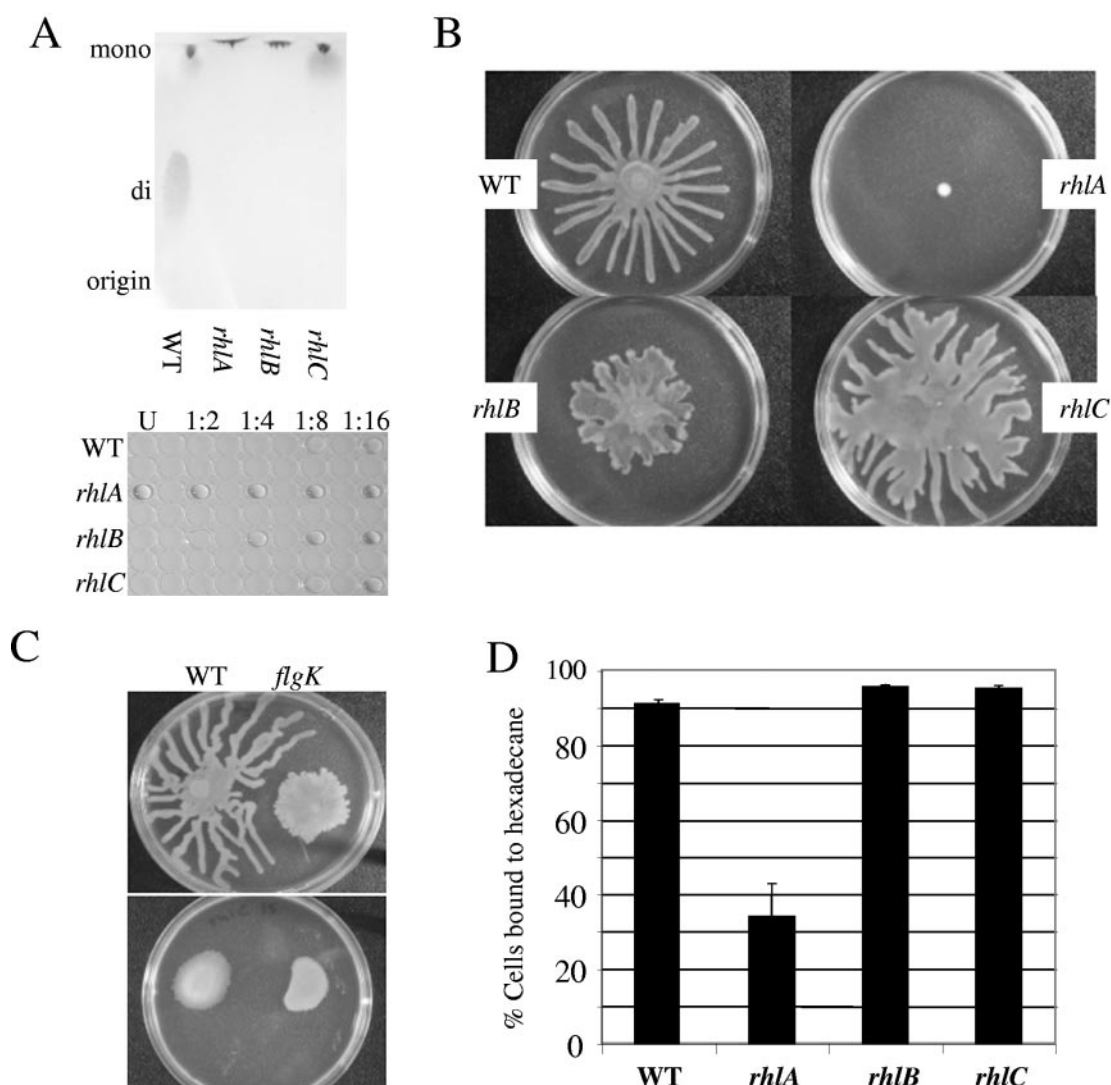 A
mono
di
origin
WT
rhlA
rhlB
rhlC
U 1:2 1:4 1:8 1:16
WT
rhlA
rhlB
rhlC
B
WT
rhlA
rhlB
rhlC
C
WT flgK
D
% Cells bound to hexadecane
100
80
60
40
20
0
WT rhlA rhlB rhlC